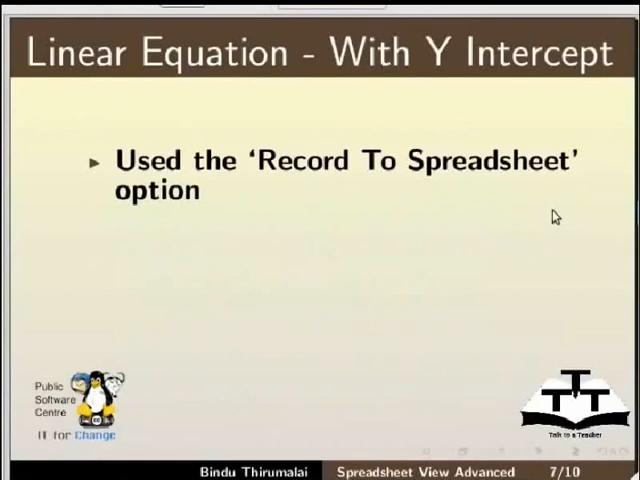 Linear Equation - With Y Intercept
Used the ‘Record To Spreadsheet’
option
Public
Software
Centre
IT for Change
TTT
Talk to a Teacher
Bindu Thirumalai
Spreadsheet View Advanced
7/10